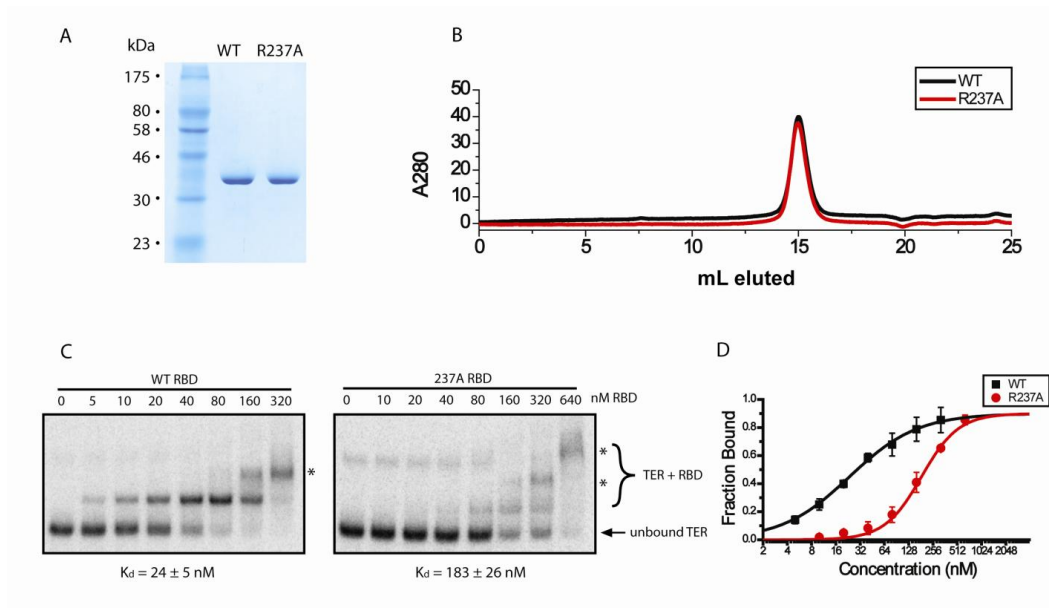 A
kDa
WT R237A
175 •
80 •
58 •
46 •
30 •
23 •
B
WT
R237A
50
40
30
20
10
0
A280
0 5 10 15 20 25
mL eluted
C
WT RBD
0 5 10 20 40 80 160 320
*
Kd = 24 ± 5 nM
237A RBD
0 10 20 40 80 160 320 640 nM RBD
*
*
TER + RBD
unbound TER
Kd = 183 ± 26 nM
D
WT
R237A
1.0
0.8
0.6
0.4
0.2
0.0
Fraction Bound
2 4 8 16 32 64 128 256 512 1024 2048
Concentration (nM)